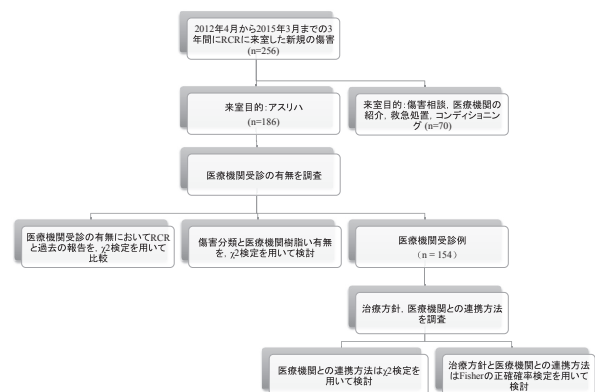 2012年4月から2015年3月までの3
年間にRCRに来室した新規の傷害
(n=256)
来室目的：アスリハ
(n=186)
来室目的：傷害相談，医療機関の
紹介，救急処置，コンディショニン
グ (n=70)
医療機関受診の有無を調査
医療機関受診の有無においてRCR
と過去の報告を，χ2検定を用いて
比較
傷害分類と医療機関樹脂い有無
を，χ2検定を用いて検討
医療機関受診例
（n = 154）
治療方針，医療機関との連携方法
を調査
医療機関との連携方法はχ2検定を
用いて検討
治療方針と医療機関との連携方法
はFisherの正確確率検定を用いて
検討